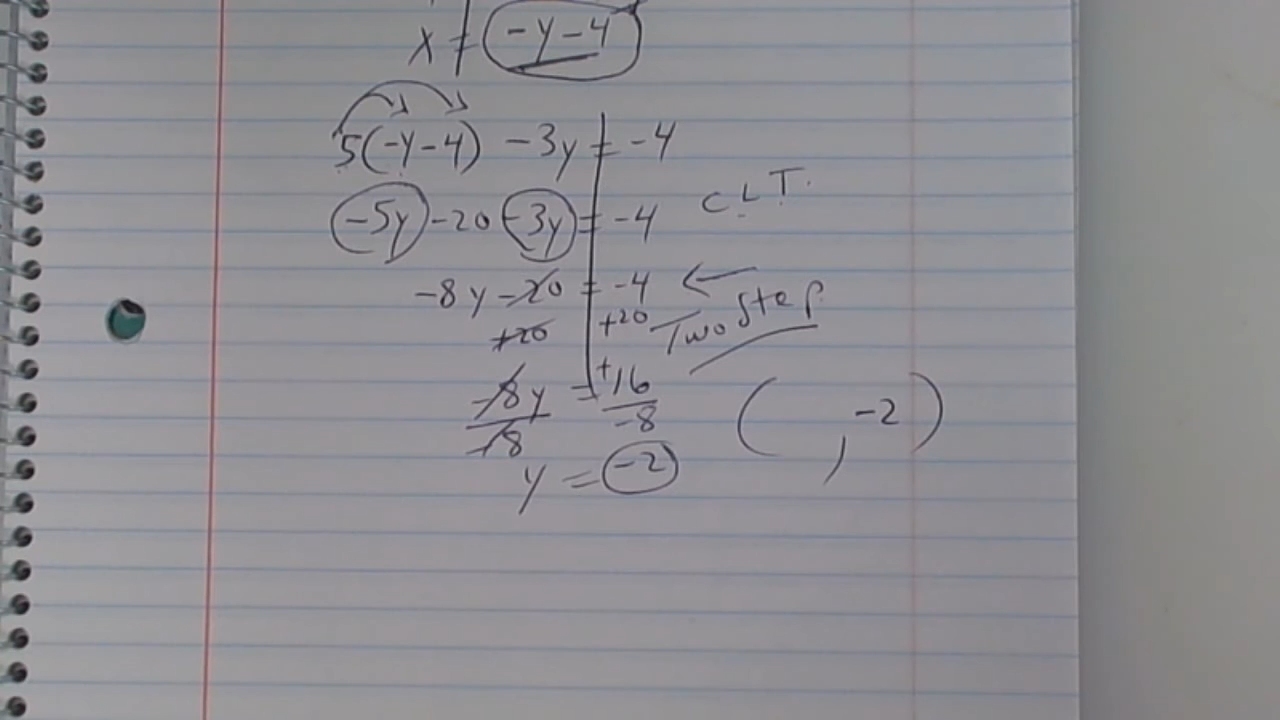 x = -y-4
5(-y-4) -3y = -4
-5y -20 -3y = -4 C.L.T.
-8y -20 = -4 ←
+20 +20 Two Step
-8y = +16
-8 -8 ( , -2)
y = -2